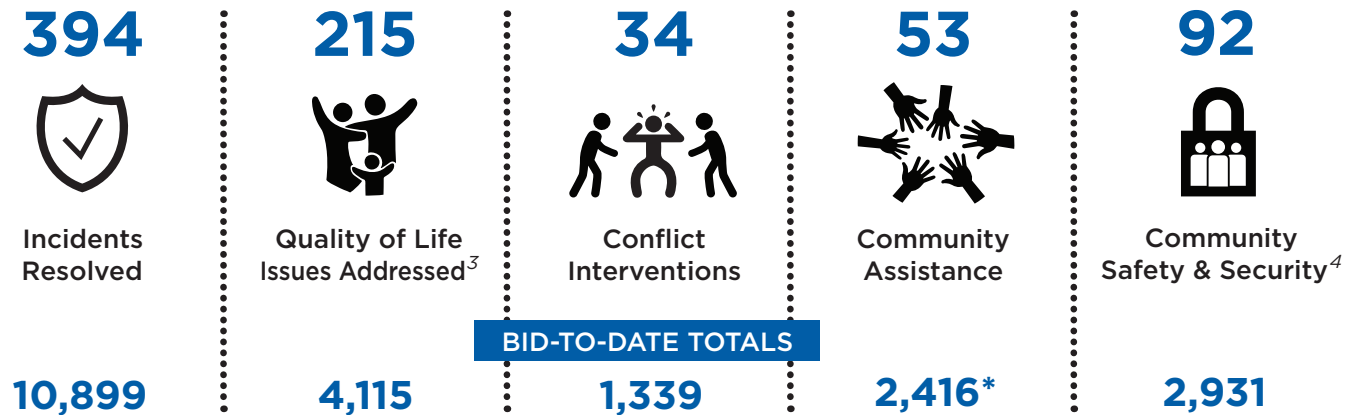 394
215
34
53
92
Incidents
Resolved
Quality of Life
Issues Addressed3
Conflict
Interventions
Community
Assistance
Community
Safety & Security4
BID-TO-DATE TOTALS
10,899
4,115
1,339
2,416*
2,931